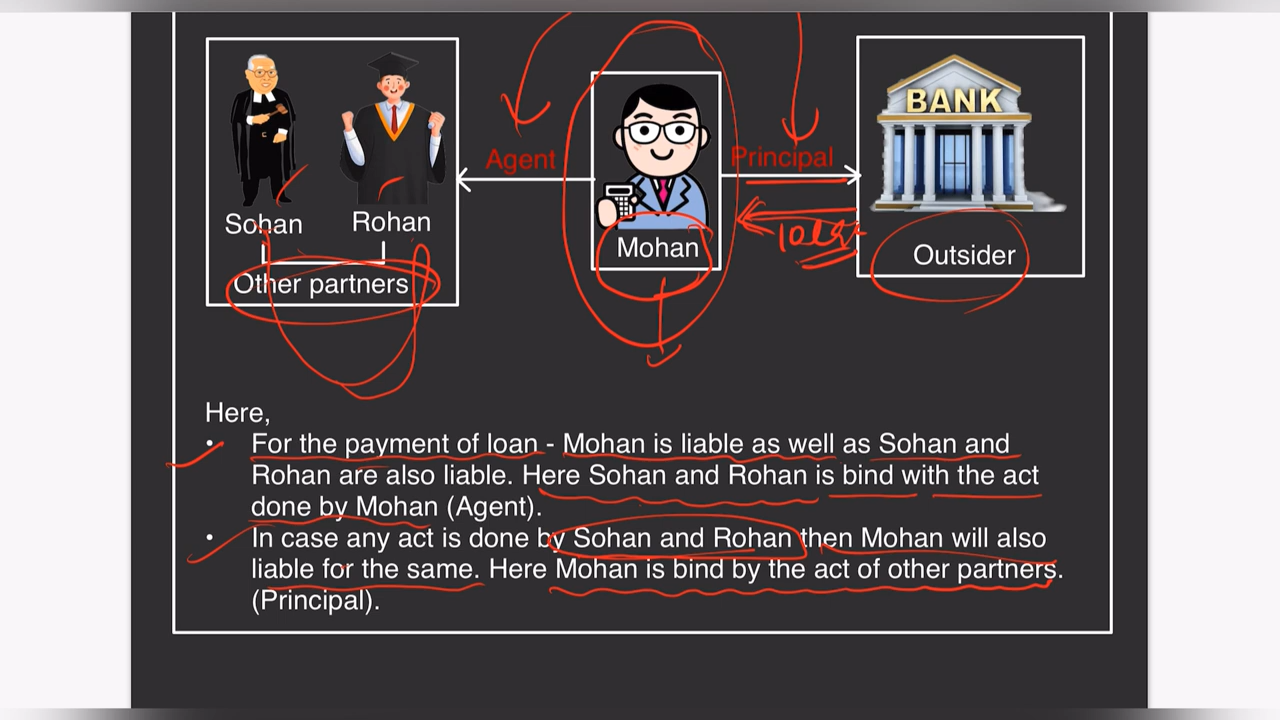 BANK
Agent
Principal
Sohan
Rohan
Mohan
Outsider
Other partners
Here,
• For the payment of loan - Mohan is liable as well as Sohan and
Rohan are also liable. Here Sohan and Rohan is bind with the act
done by Mohan (Agent).
• In case any act is done by Sohan and Rohan then Mohan will also
liable for the same. Here Mohan is bind by the act of other partners.
(Principal).